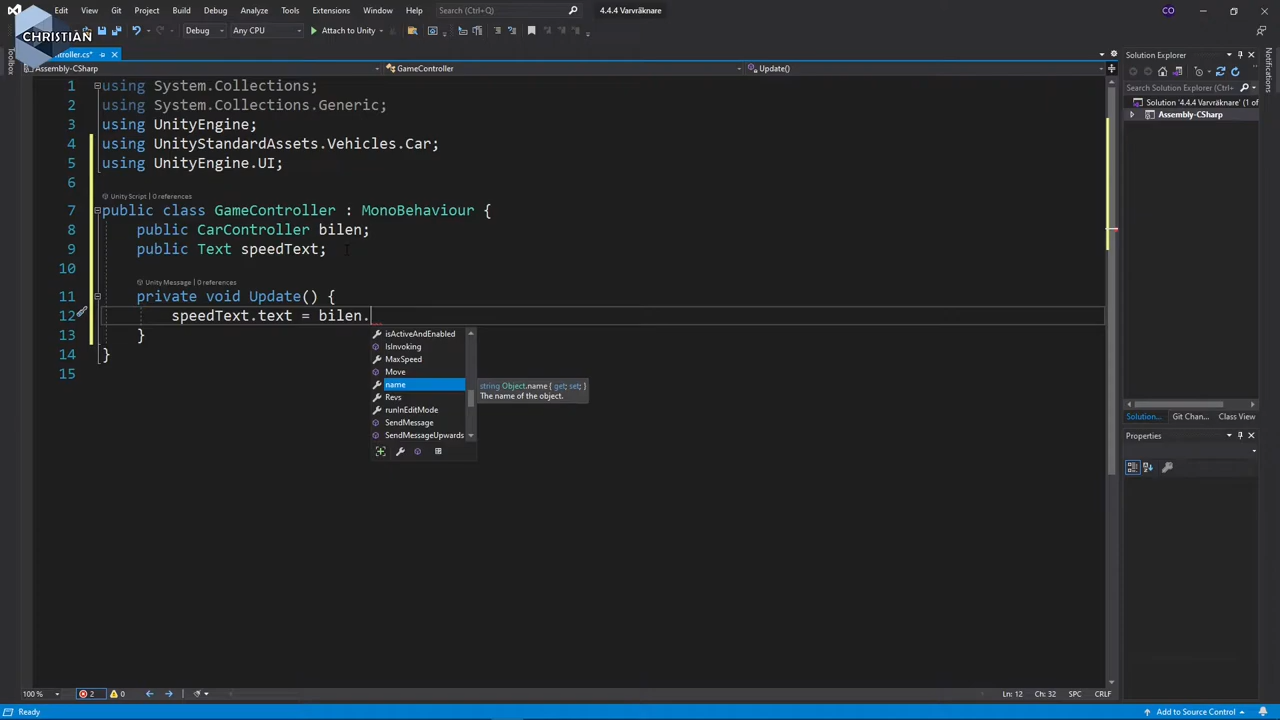 File Edit View Git Project Build Debug Test Analyze Tools Extensions Window Help Search (Ctrl+Q) 4.4.4 Varvräknare CO
CHRISTIAN
Debug Any CPU Attach to Unity
ntroller.cs*
Assembly-CSharp GameController Update()
Toolbox
1 using System.Collections;
2 using System.Collections.Generic;
3 using UnityEngine;
4 using UnityStandardAssets.Vehicles.Car;
5 using UnityEngine.UI;
6
Unity Script | 0 references
7 public class GameController : MonoBehaviour {
8 public CarController bilen;
9 public Text speedText;
10
Unity Message | 0 references
11 private void Update() {
12 speedText.text = bilen.
13 }
14 }
15
isActiveAndEnabled
IsInvoking
MaxSpeed
Move
name
Revs
runInEditMode
SendMessage
SendMessageUpwards
string Object.name { get; set; }
The name of the object.
Solution Explorer
Search Solution Explorer
Solution '4.4.4 Varvräknare' (1 of
Assembly-CSharp
Solution... Git Chan... Class View
Properties
Notifications
100 % 2 0 Ln: 12 Ch: 32 SPC CRLF
Ready Add to Source Control